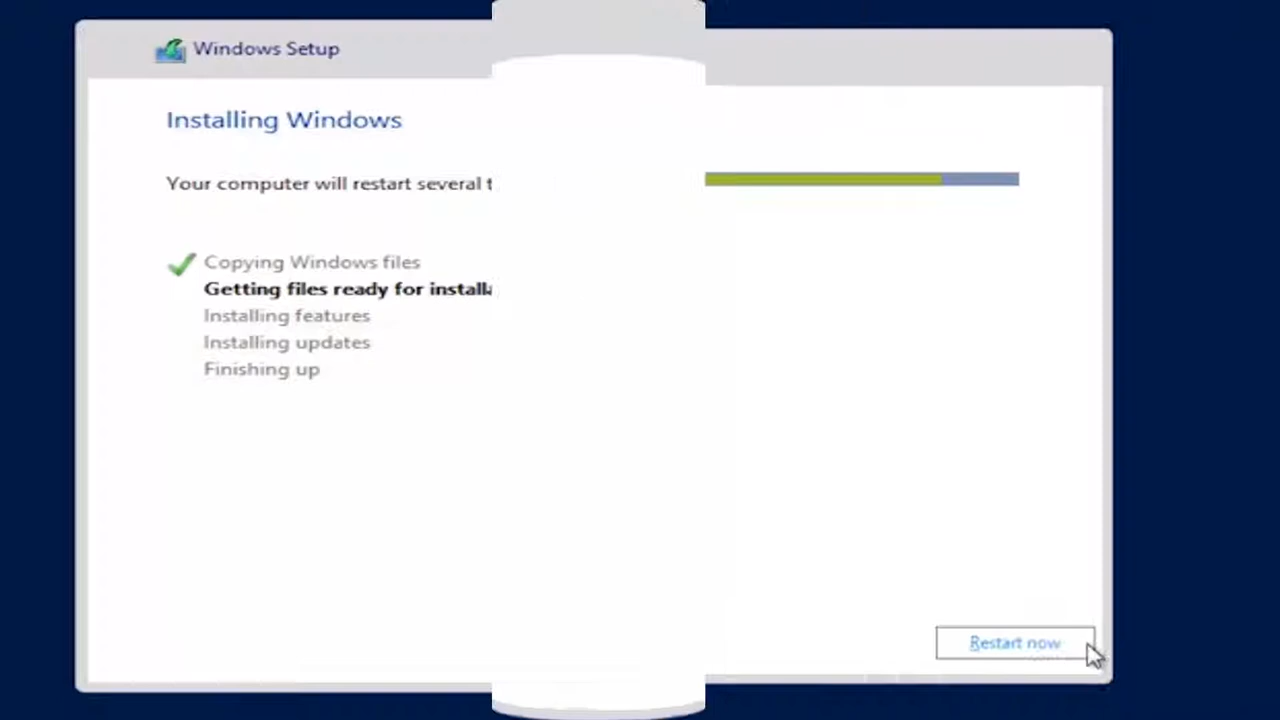 Windows Setup
Installing Windows
Your computer will restart several t
Copying Windows files
Getting files ready for install
Installing features
Installing updates
Finishing up
Restart now